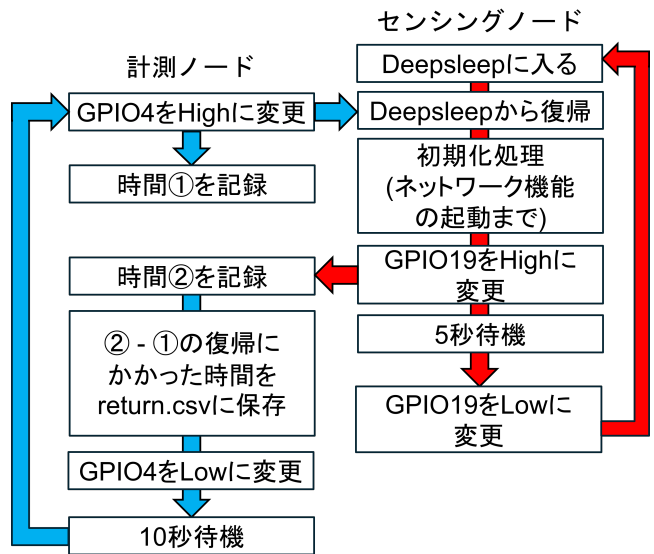 計測ノード
GPIO4をHighに変更
時間①を記録
時間②を記録
② - ①の復帰に
かかった時間を
return.csvに保存
GPIO4をLowに変更
10秒待機
センシングノード
Deepsleepに入る
Deepsleepから復帰
初期化処理
(ネットワーク機能
の起動まで)
GPIO19をHighに
変更
5秒待機
GPIO19をLowに
変更